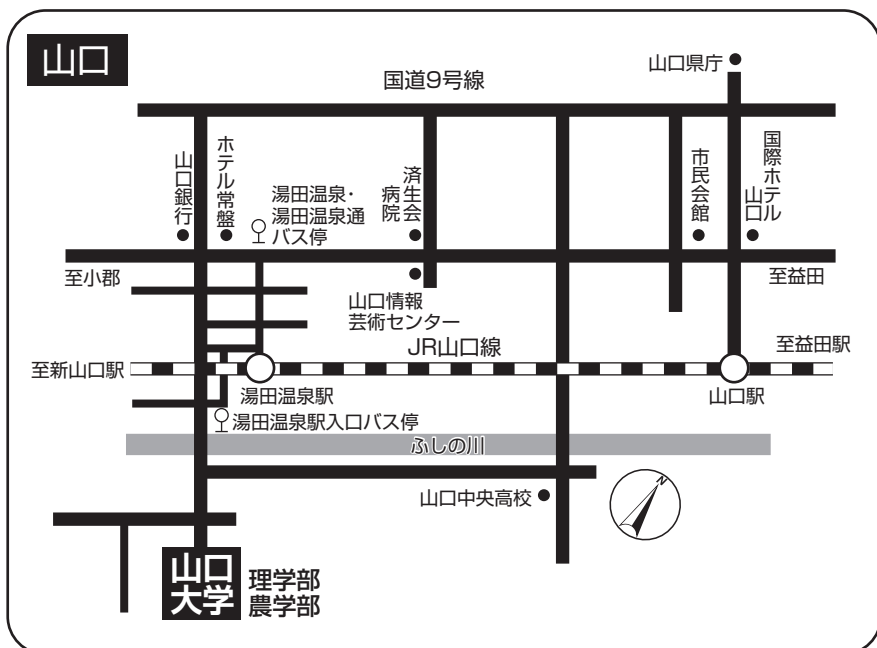 山口
山口県庁
国道9号線
山口銀行
ホテル常盤
湯田温泉・
湯田温泉通
バス停
済生会
病院
市民会館
国際ホテル
山口
至小郡
至益田
山口情報
芸術センター
JR山口線
至新山口駅
至益田駅
湯田温泉駅
山口駅
湯田温泉駅入口バス停
ふしの川
山口中央高校
N
山口
大学
理学部
農学部